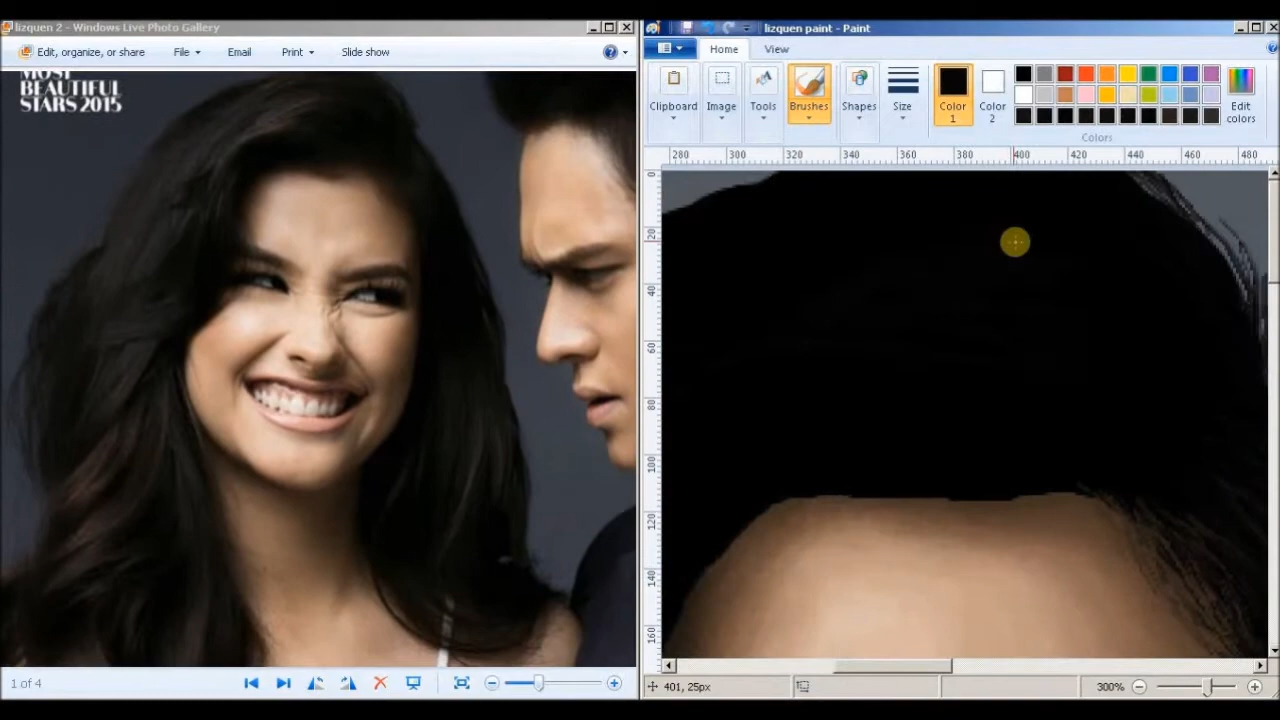 lizquen 2 - Windows Live Photo Gallery
Edit, organize, or share File Email Print Slide show
MOST
BEAUTIFUL
STARS 2015
1 of 4
lizquen paint - Paint
Home View
Clipboard Image Tools Brushes Shapes Size Color 1 Color 2 Edit colors
Colors
280 300 320 340 360 380 400 420 440 460 480
0
20
40
60
80
100
120
140
160
401, 25px
300%